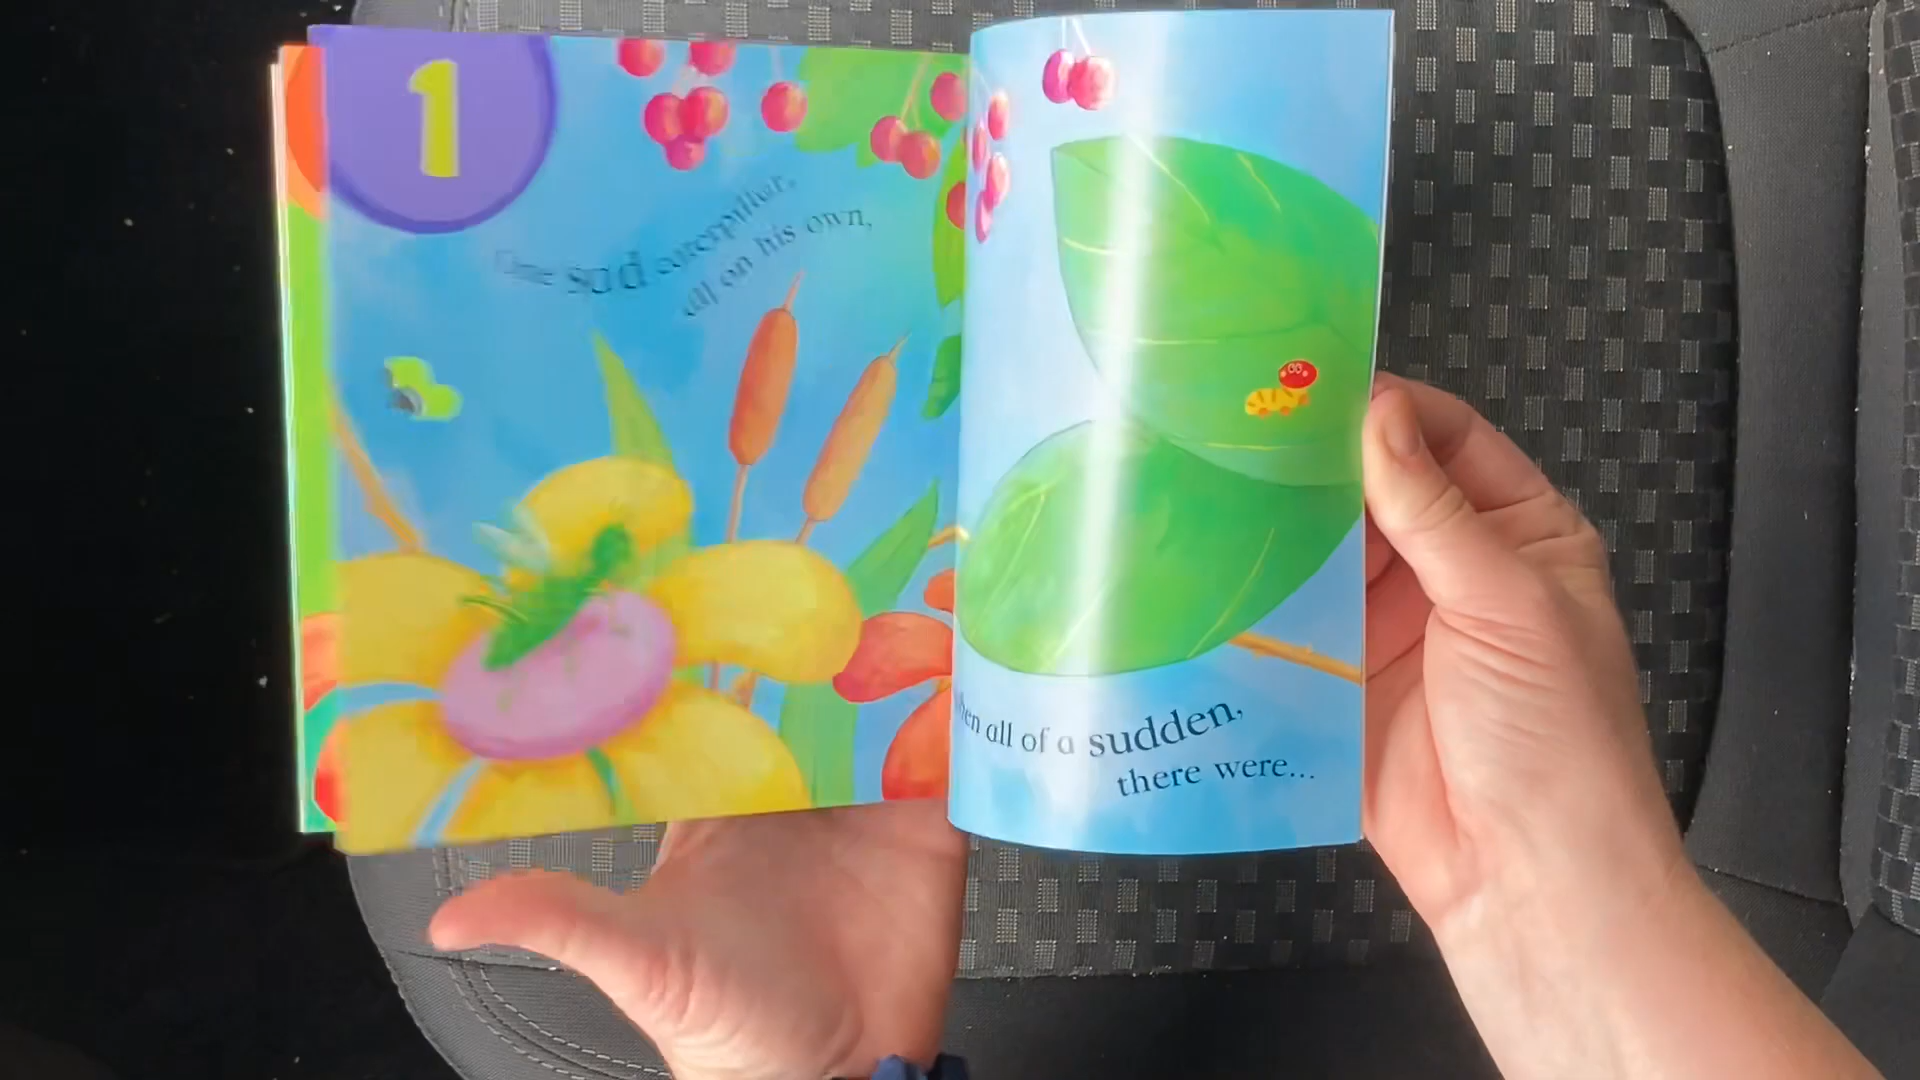 1
One sad caterpillar,
all on his own,
when all of a sudden,
there were...